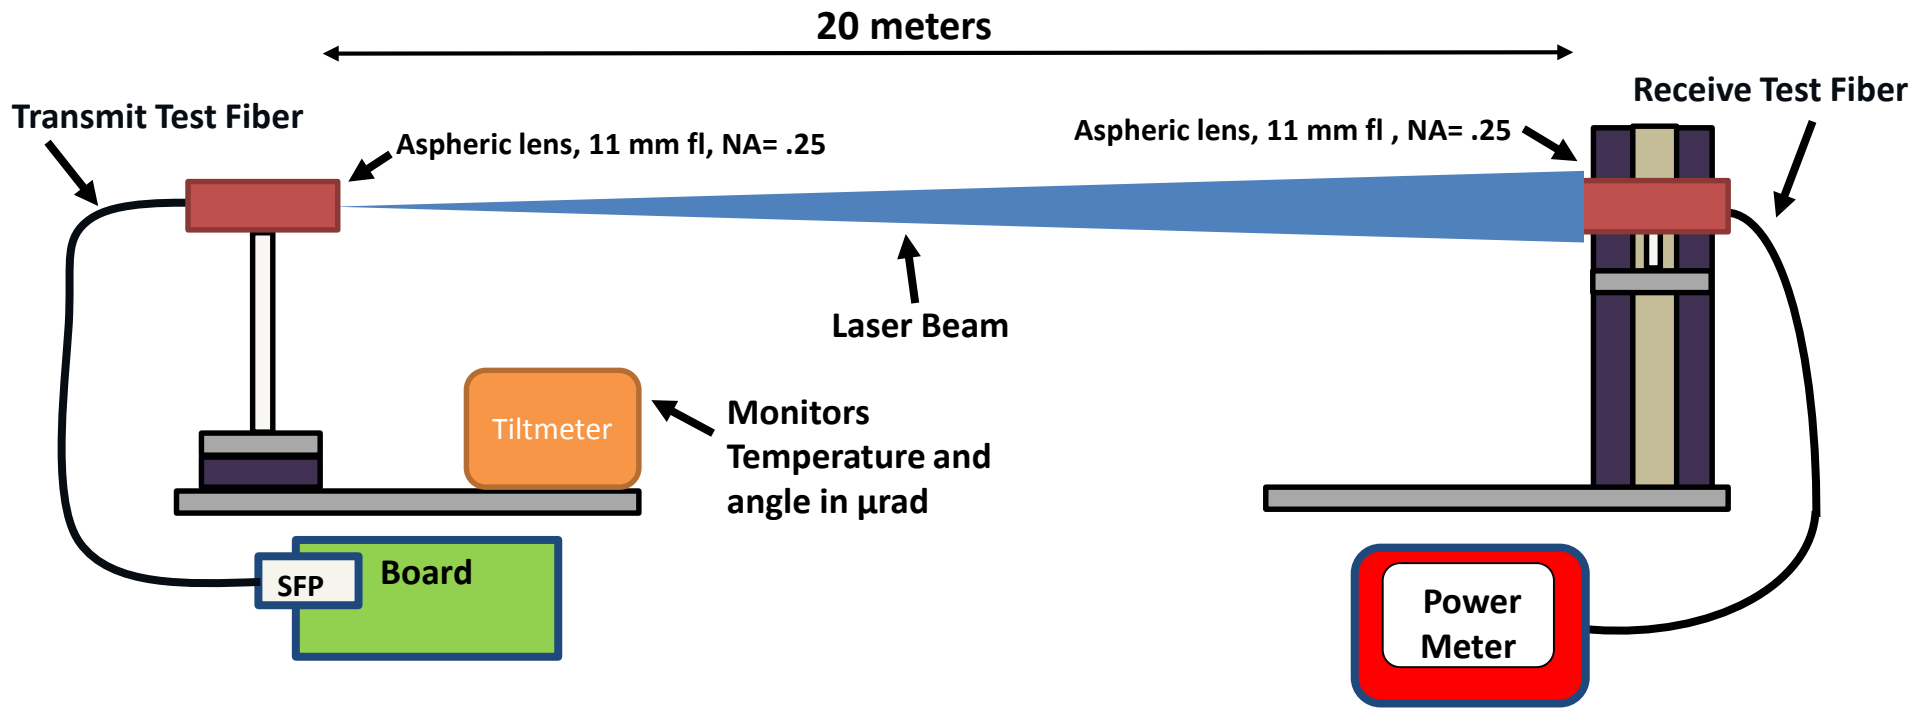 20 meters
Transmit Test Fiber
Aspheric lens, 11 mm fl, NA= .25
Aspheric lens, 11 mm fl , NA= .25
Receive Test Fiber
Laser Beam
Tiltmeter
Monitors
Temperature and
angle in µrad
SFP
Board
Power
Meter